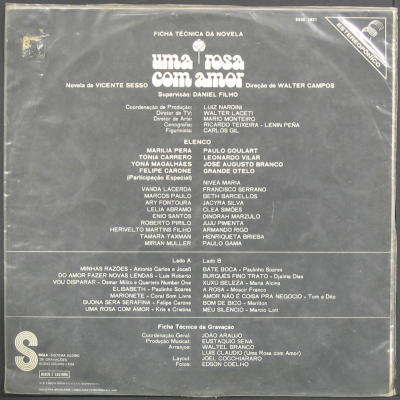 FICHA TÉCNICA DA NOVELA
ESTEREOFÔNICO
uma rosa
com amor
Novela de VICENTE SESSO Direção de WALTER CAMPOS
Supervisão: DANIEL FILHO
Coordenação de Produção: LUIZ NARDINI
Diretor de TV: WALTER LACETI
Diretor de Arte: MARIO MONTEIRO
Cenografia: RICARDO TEIXEIRA - LENIN PEÑA
Figurinista: CARLOS GIL
ELENCO
MARILIA PERA PAULO GOULART
TONIA CARRERO LEONARDO VILAR
YONÁ MAGALHÃES JOSÉ AUGUSTO BRANCO
FELIPE CARONE GRANDE OTELO
(Participação Especial) NIVEA MARIA
VANDA LACERDA FRANCISCO SERRANO
MARCOS PAULO BETH BARCELLOS
ARY FONTOURA JACYRA SILVA
LELIA ABRAMO CLEA SIMÕES
ENIO SANTOS DINORAH MARZULO
ROBERTO PIRILO JUJU PIMENTA
HERIVELTO MARTINS FILHO ARMANDO RIGO
TAMARA TAXMAN HENRIQUETA BRIEBA
MIRIAN MULLER PAULO GAMA
Lado A Lado B
MINHAS RAZÕES - Antonio Carlos e Jocafi BATE BOCA - Paulinho Soares
DO AMOR FAZER NOVAS LENDAS - Luis Roberto BURGUES FINO TRATO - Djalma Dias
VOU DISPARAR - Osmar Milito e Quarteto Number One XUXU BELEZA - Maria Alcina
ELISABETH - Paulinho Soares A ROSA - Moacir Franco
MARIONETE - Coral Som Livre AMOR NÃO É COISA PRA NEGOCIO - Tom e Dito
BUONA SERA SERAFINA - Felipe Carone BOM DE BICO - Marilton
UMA ROSA COM AMOR - Kris e Cristina MEU SILENCIO - Marcio Lott
Ficha Técnica da Gravação
Coordenação Geral: JOÃO ARAUJO
Produção Musical: EUSTAQUIO SENA
Arranjos: WALTEL BRANCO
LUIS CLAUDIO (Uma Rosa com Amor)
Layout: JOEL COCCHIARARO
Fotos: EDSON COELHO
S